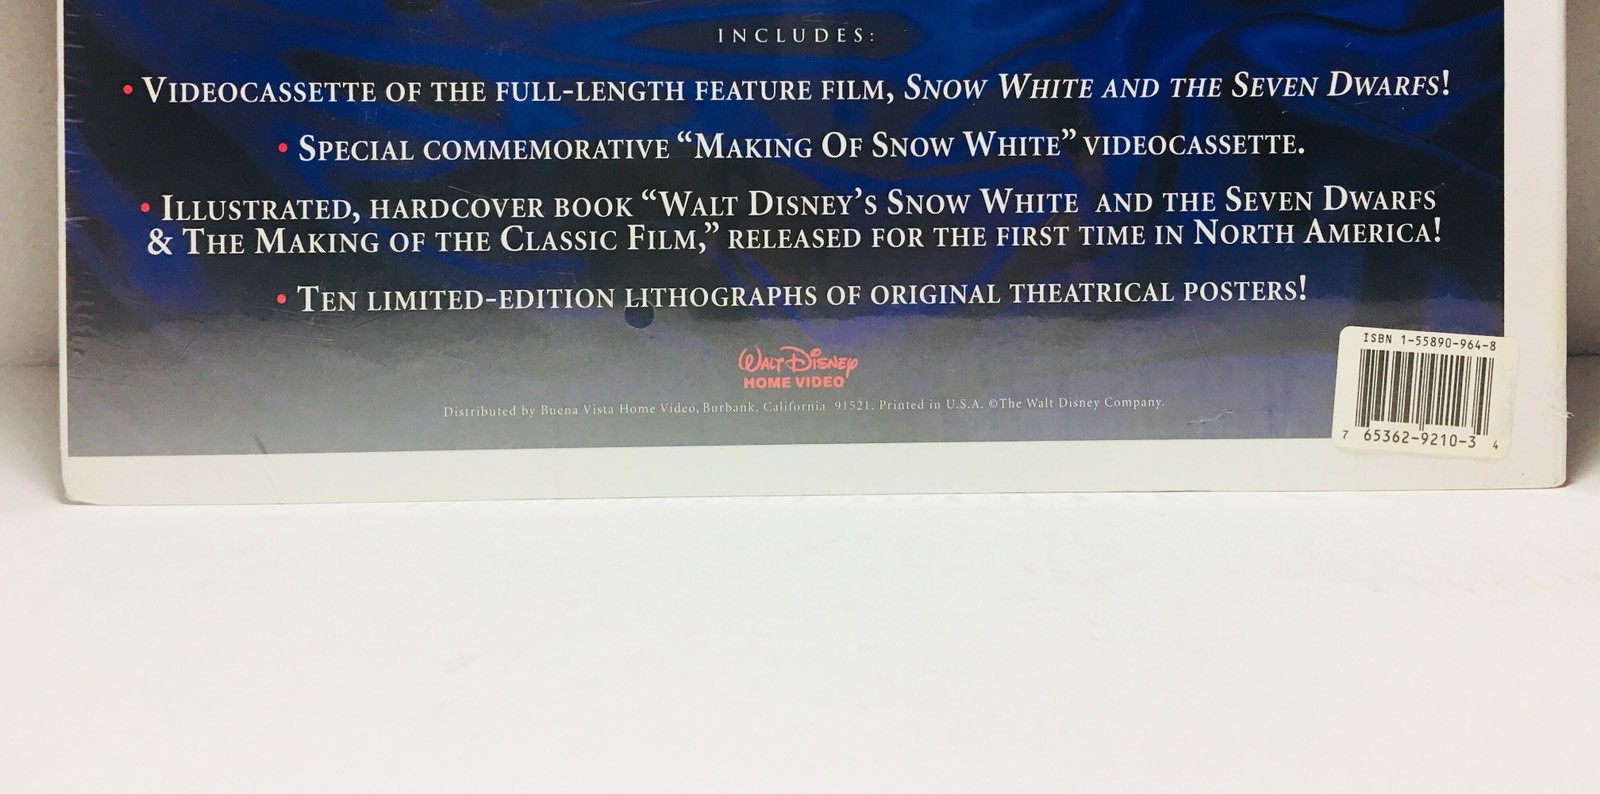 INCLUDES:
• VIDEOCASSETTE OF THE FULL-LENGTH FEATURE FILM, SNOW WHITE AND THE SEVEN DWARFS!
• SPECIAL COMMEMORATIVE “MAKING OF SNOW WHITE” VIDEOCASSETTE.
• ILLUSTRATED, HARDCOVER BOOK “WALT DISNEY’S SNOW WHITE AND THE SEVEN DWARFS
& THE MAKING OF THE CLASSIC FILM,” RELEASED FOR THE FIRST TIME IN NORTH AMERICA!
• TEN LIMITED-EDITION LITHOGRAPHS OF ORIGINAL THEATRICAL POSTERS!
WALT DISNEY
HOME VIDEO
Distributed by Buena Vista Home Video, Burbank, California 91521. Printed in U.S.A. ©The Walt Disney Company.
ISBN 1-55890-964-8
7 65362-9210-3 4